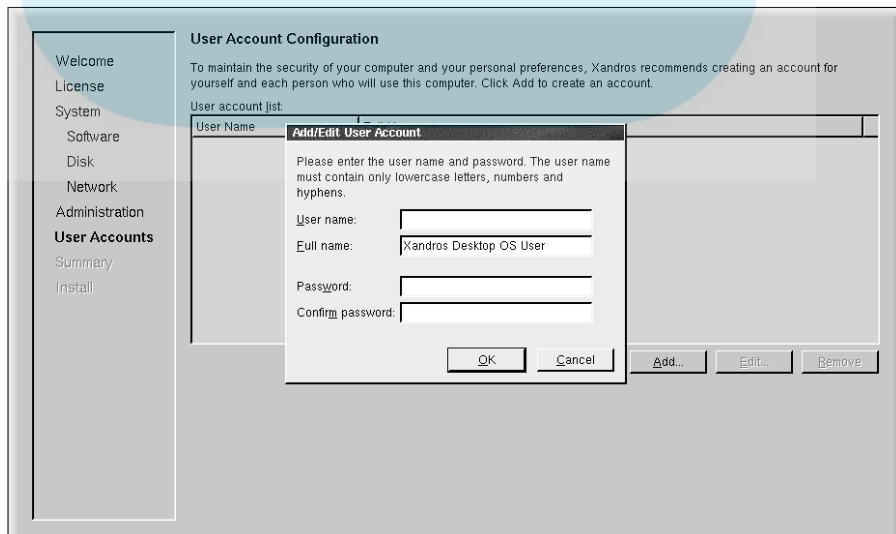 User Account Configuration
To maintain the security of your computer and your personal preferences, Xandros recommends creating an account for
yourself and each person who will use this computer. Click Add to create an account.
User account list:
User Name
Welcome
License
System
Software
Disk
Network
Administration
User Accounts
Summary
Install
Add/Edit User Account
Please enter the user name and password. The user name
must contain only lowercase letters, numbers and
hyphens.
User name:
Full name: Xandros Desktop OS User
Password:
Confirm password:
OK Cancel
Add... Edit... Remove